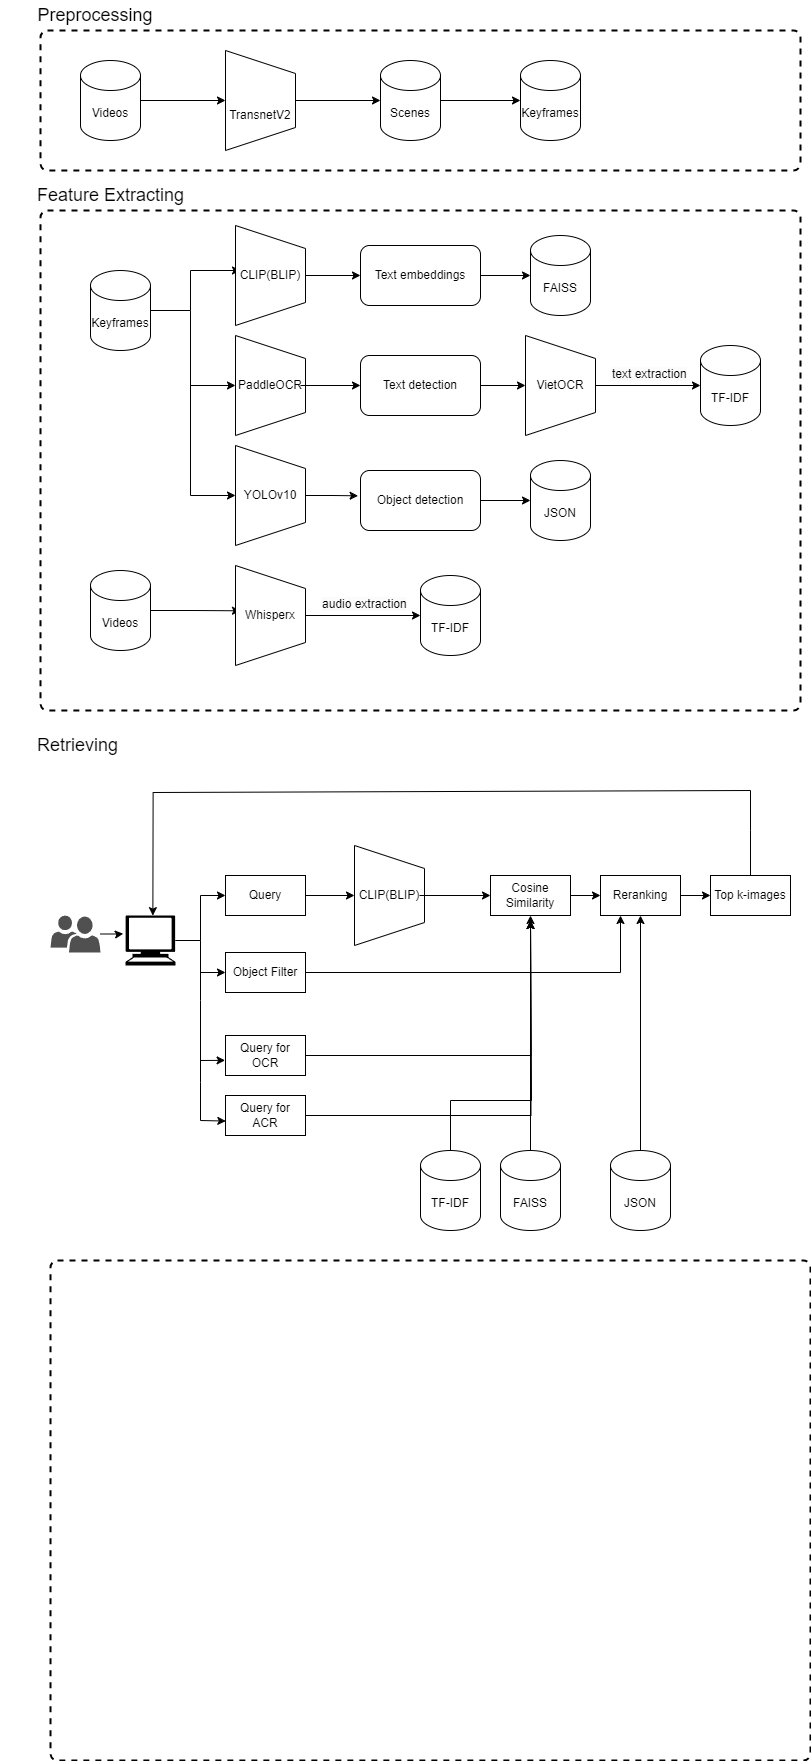 Preprocessing
Videos
TransnetV2
Scenes
Keyframes
Feature Extracting
CLIP(BLIP)
Text embeddings
FAISS
Keyframes
PaddleOCR
Text detection
VietOCR
text extraction
TF-IDF
YOLOv10
Object detection
JSON
Videos
Whisperx
audio extraction
TF-IDF
Retrieving
Query
CLIP(BLIP)
Cosine
Similarity
Reranking
Top k-images
Object Filter
Query for
OCR
Query for
ACR
TF-IDF
FAISS
JSON